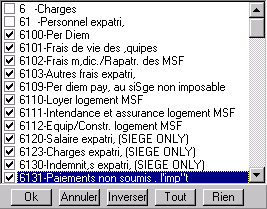 6 -Charges
61 -Personnel expatri,
6100-Per Diem
6101-Frais de vie des ,quipes
6102-Frais m,dic./Rapatr. des MSF
6103-Autres frais expatri,
6109-Per diem pay, au siSge non imposable
6110-Loyer logement MSF
6111-Intendance et assurance logement MSF
6112-Equip/Constr. logement MSF
6120-Salaire expatri, (SIEGE ONLY)
6123-Charges expatri, (SIEGE ONLY)
6130-Indemnit,s expatri, (SIEGE ONLY)
6131-Paiements non soumis . l'imp"t
Ok Annuler Inverser Tout Rien